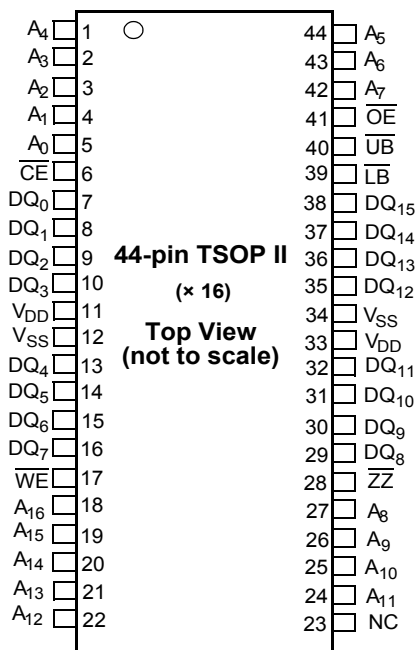 A4 1 44 A5
A3 2 43 A6
A2 3 42 A7
A1 4 41 OE
A0 5 40 UB
CE 6 39 LB
DQ0 7 38 DQ15
DQ1 8 37 DQ14
DQ2 9 44-pin TSOP II 36 DQ13
DQ3 10 (× 16) 35 DQ12
VDD 11 Top View 34 VSS
VSS 12 (not to scale) 33 VDD
DQ4 13 32 DQ11
DQ5 14 31 DQ10
DQ6 15 30 DQ9
DQ7 16 29 DQ8
WE 17 28 ZZ
A16 18 27 A8
A15 19 26 A9
A14 20 25 A10
A13 21 24 A11
A12 22 23 NC